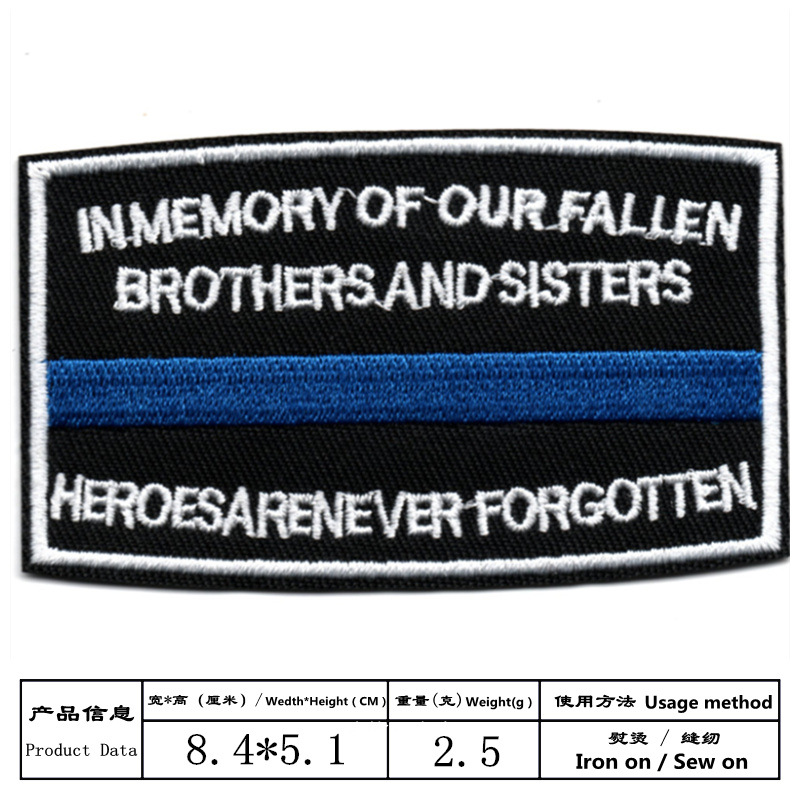 IN MEMORY OF OUR FALLEN
BROTHERS AND SISTERS
HEROES ARE NEVER FORGOTTEN
产品信息
Product Data
宽*高（厘米）/Wedth*Height（CM）
8.4*5.1
重量(克)Weight(g)
2.5
使用方法 Usage method
熨烫 / 缝纫
Iron on / Sew on